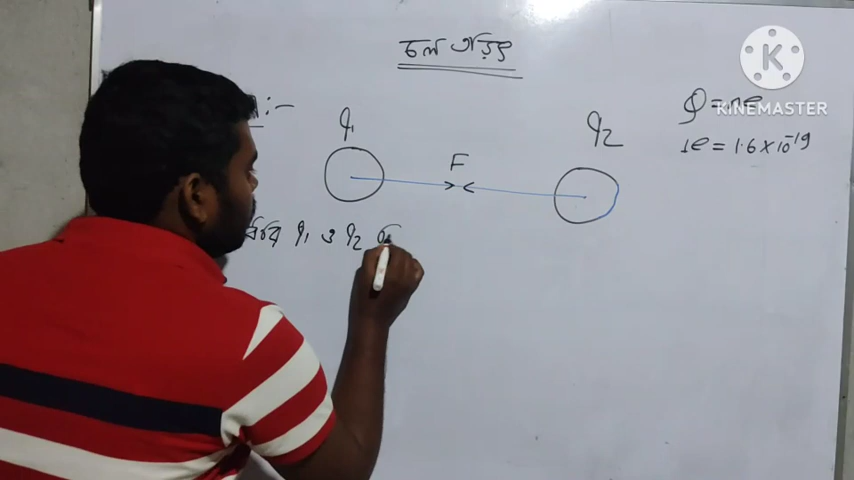 চল তড়িৎ
:-
q₁
q₂
F
Q = ne
1e = 1.6 × 10⁻¹⁹
q₁ ও q₂
K
KINEMASTER